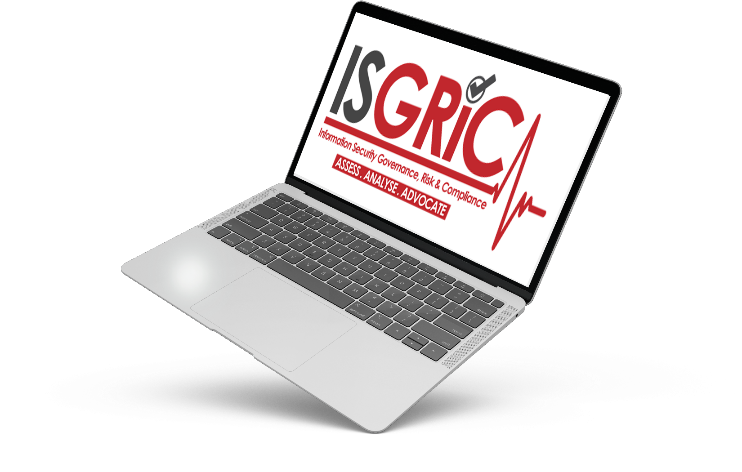 ISGRiC
Information Security Governance, Risk & Compliance
ASSESS . ANALYSE . ADVOCATE